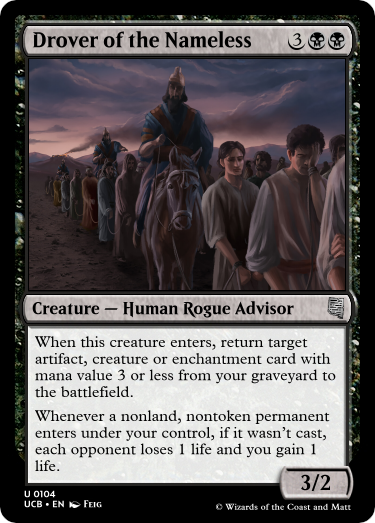 Drover of the Nameless 3
Creature — Human Rogue Advisor
When this creature enters, return target
artifact, creature or enchantment card with
mana value 3 or less from your graveyard to
the battlefield.
Whenever a nonland, nontoken permanent
enters under your control, if it wasn't cast,
each opponent loses 1 life and you gain 1
life.
3/2
U 0104
UCB • EN Feig
© Wizards of the Coast and Matt